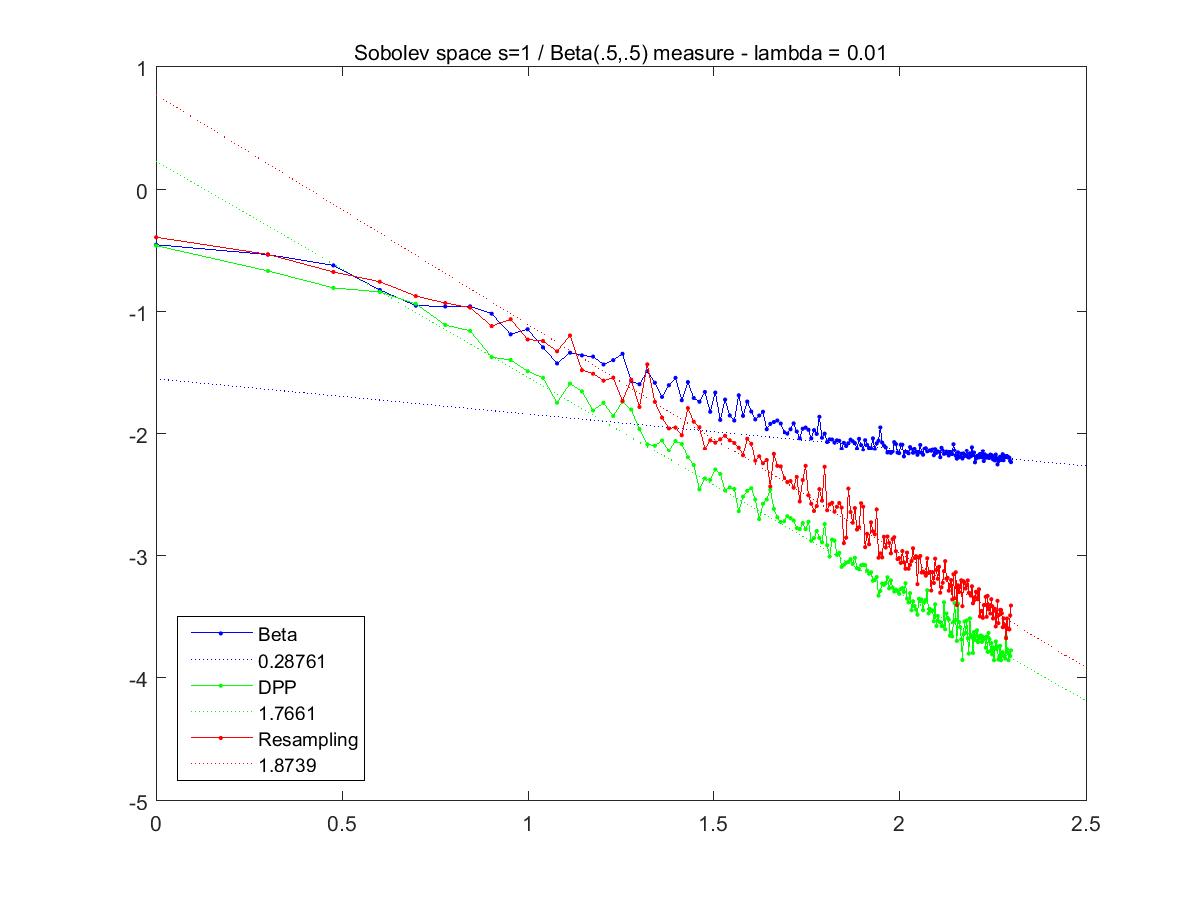 Sobolev space s=1 / Beta(.5,.5) measure - lambda = 0.01
1
0
-1
-2
-3
-4
-5
Beta
0.28761
DPP
1.7661
Resampling
1.8739
0 0.5 1 1.5 2 2.5